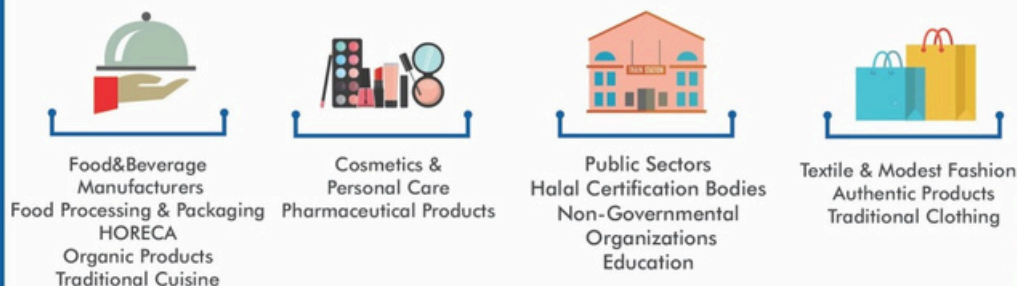 Food&Beverage
Manufacturers
Food Processing & Packaging
HORECA
Organic Products
Traditional Cuisine
Cosmetics &
Personal Care
Pharmaceutical Products
Public Sectors
Halal Certification Bodies
Non-Governmental
Organizations
Education
Textile & Modest Fashion
Authentic Products
Traditional Clothing